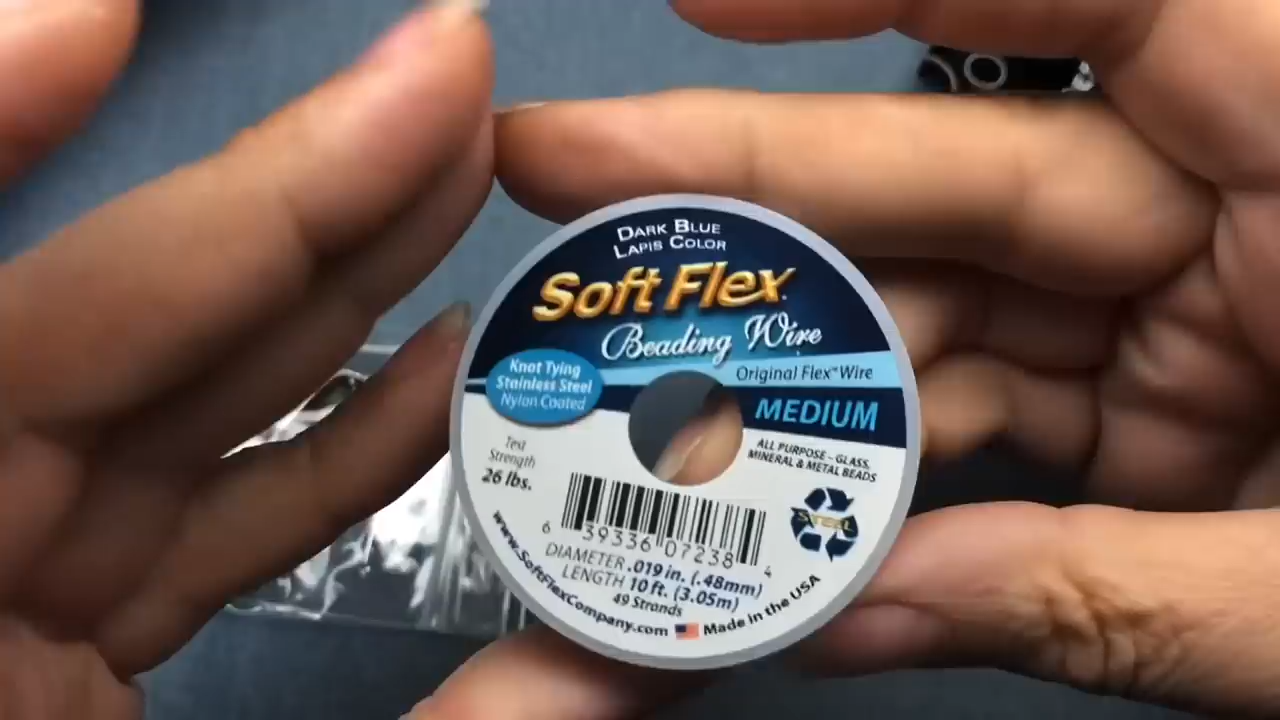 DARK BLUE
LAPIS COLOR
Soft Flex®
Beading Wire
Original Flex™ Wire
MEDIUM
Knot Tying
Stainless Steel
Nylon Coated
ALL PURPOSE – GLASS,
MINERAL & METAL BEADS
Test
Strength
26 lbs.
STEEL
6 39336 07238 4
DIAMETER .019 in. (.48mm)
LENGTH 10 ft. (3.05m)
49 Strands
www.SoftFlexCompany.com
Made in the USA